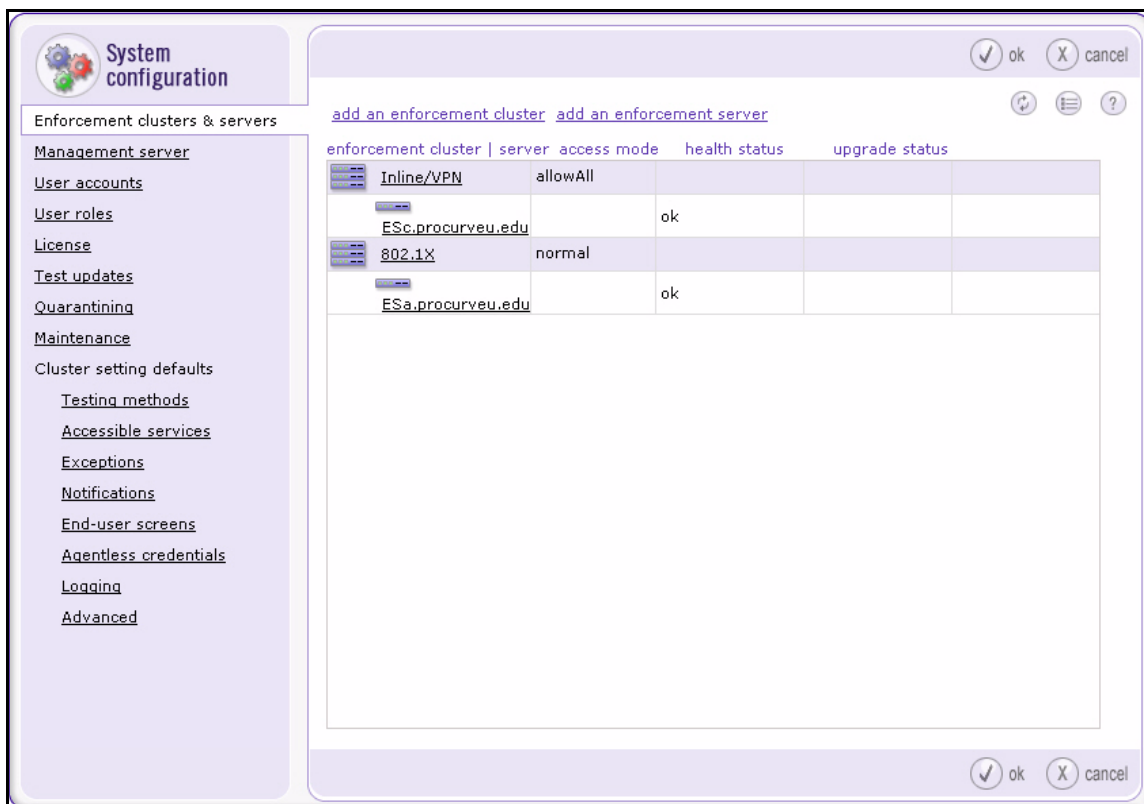 System
configuration
Enforcement clusters & servers
Management server
User accounts
User roles
License
Test updates
Quarantining
Maintenance
Cluster setting defaults
Testing methods
Accessible services
Exceptions
Notifications
End-user screens
Agentless credentials
Logging
Advanced
ok cancel
add an enforcement cluster add an enforcement server ?
enforcement cluster | server access mode health status upgrade status
Inline/VPN allowAll
ESc.procurveu.edu ok
802.1X normal
ESa.procurveu.edu ok
ok cancel